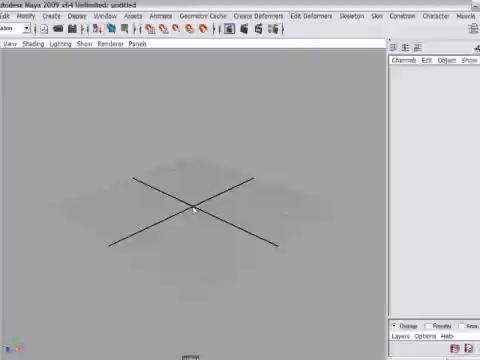 Autodesk Maya 2009 x64 Unlimited: untitled
Edit Modify Create Display Window Assets Animate Geometry Cache Create Deformers Edit Deformers Skeleton Skin Constrain Character Muscle
View Shading Lighting Show Renderer Panels
Channels Edit Object Show
persp
Display Render Anim
Layers Options Help